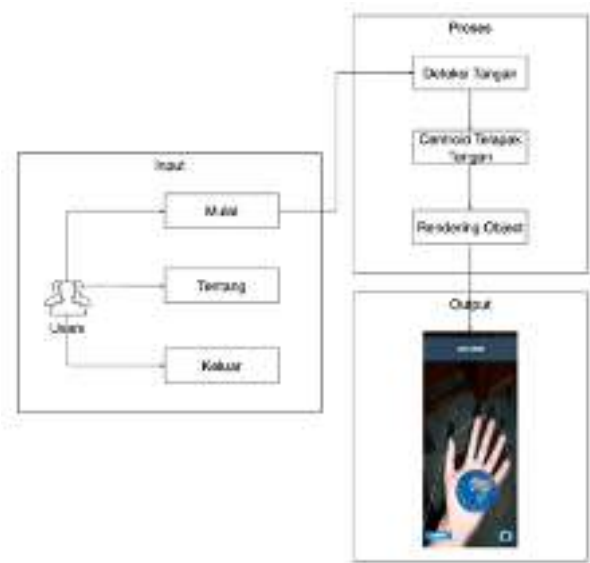 Proses
Deteksi Tangan
Centroid Telapak
Tangan
Rendering Object
Input
Mulai
Tentang
Keluar
Users
Output